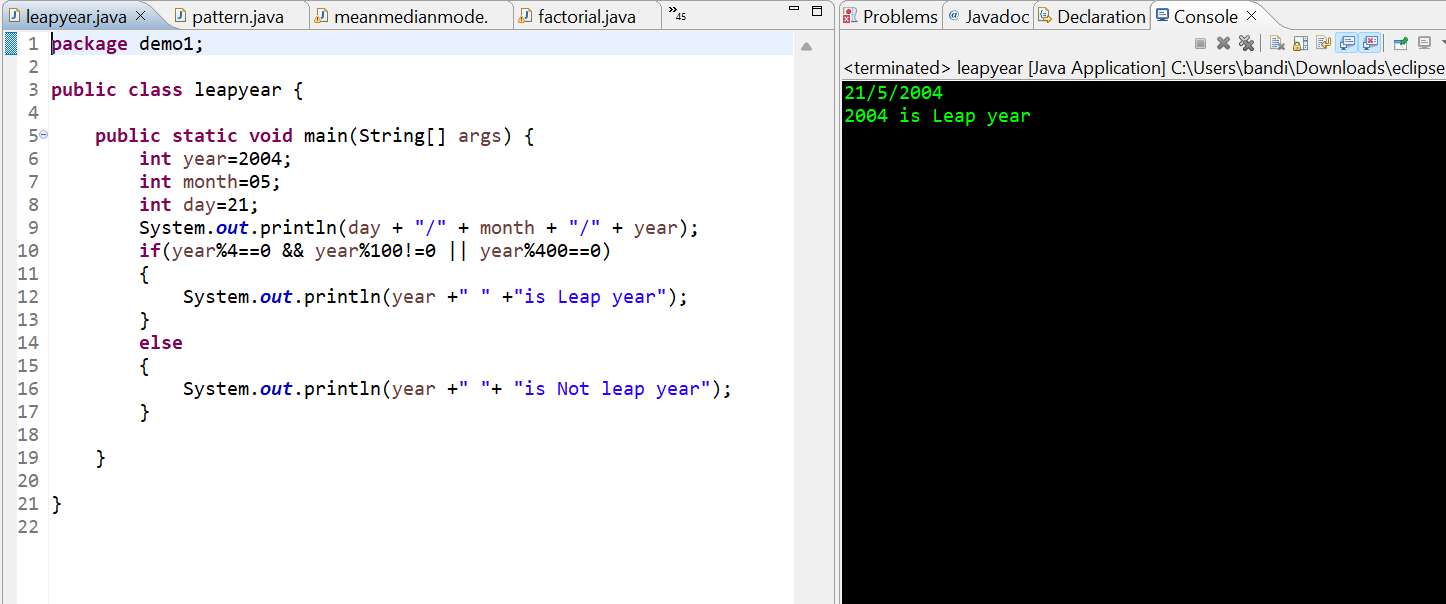 leapyear.java pattern.java meanmedianmode. factorial.java »45
1 package demo1;
2
3 public class leapyear {
4
5 public static void main(String[] args) {
6 int year=2004;
7 int month=05;
8 int day=21;
9 System.out.println(day + "/" + month + "/" + year);
10 if(year%4==0 && year%100!=0 || year%400==0)
11 {
12 System.out.println(year +" " +"is Leap year");
13 }
14 else
15 {
16 System.out.println(year +" "+ "is Not leap year");
17 }
18
19 }
20
21 }
22
Problems @ Javadoc Declaration Console
<terminated> leapyear [Java Application] C:\Users\bandi\Downloads\eclipse
21/5/2004
2004 is Leap year